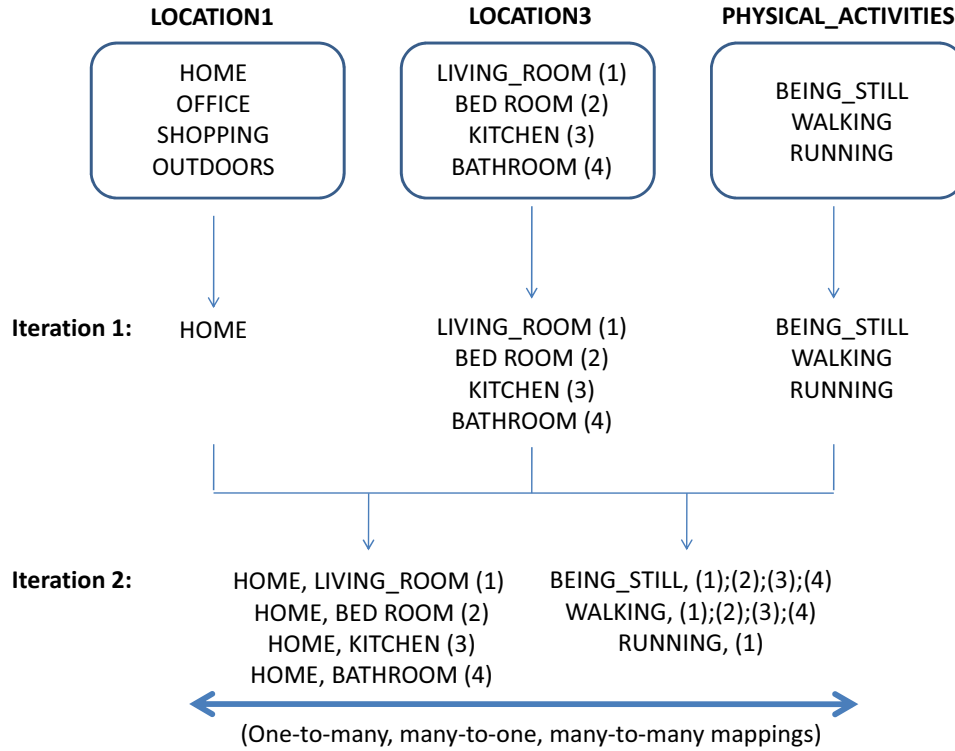 LOCATION1
LOCATION3
PHYSICAL_ACTIVITIES
HOME
OFFICE
SHOPPING
OUTDOORS
LIVING_ROOM (1)
BED ROOM (2)
KITCHEN (3)
BATHROOM (4)
BEING_STILL
WALKING
RUNNING
Iteration 1:
HOME
LIVING_ROOM (1)
BED ROOM (2)
KITCHEN (3)
BATHROOM (4)
BEING_STILL
WALKING
RUNNING
Iteration 2:
HOME, LIVING_ROOM (1)
HOME, BED ROOM (2)
HOME, KITCHEN (3)
HOME, BATHROOM (4)
BEING_STILL, (1);(2);(3);(4)
WALKING, (1);(2);(3);(4)
RUNNING, (1)
(One-to-many, many-to-one, many-to-many mappings)